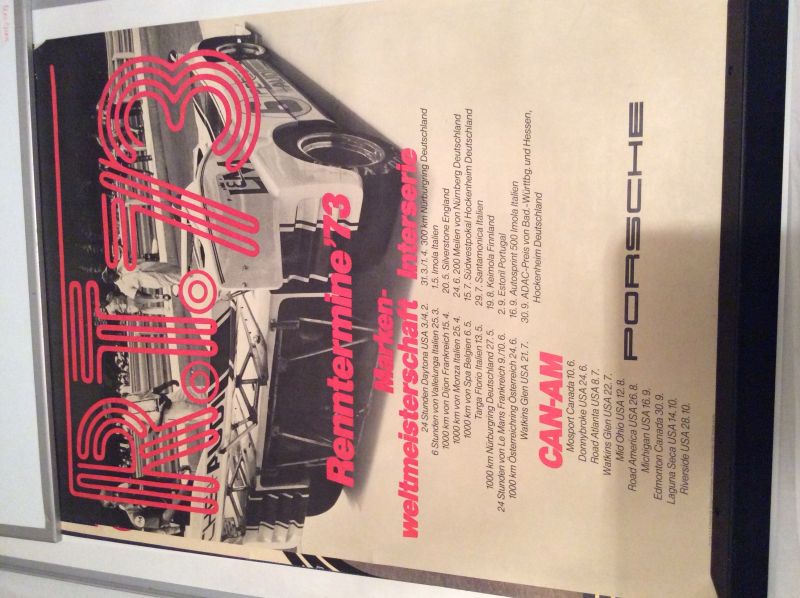 R.T.73
Renntermine '73
Marken-
weltmeisterschaft
24 Stunden Daytona USA 3./4.2.
6 Stunden von Vallelunga Italien 25.3.
1000 km von Dijon Frankreich 15.4.
1000 km von Monza Italien 25.4.
1000 km von Spa Belgien 6.5.
Targa Florio Italien 13.5.
1000 km Nürburgring Deutschland 27.5.
24 Stunden von Le Mans Frankreich 9./10.6.
1000 km Österreichring Österreich 24.6.
Watkins Glen USA 21.7.
Interserie
31.3./1.4. 300 km Nürburgring Deutschland
1.5. Imola Italien
20.5. Silverstone England
24.6. 200 Meilen von Nürnberg Deutschland
15.7. Südwestpokal Hockenheim Deutschland
29.7. Santamonica Italien
19.8. Keimola Finnland
2.9. Estoril Portugal
16.9. Autosprint 500 Imola Italien
30.9. ADAC-Preis von Bad.-Württbg. und Hessen,
Hockenheim Deutschland
CAN-AM
Mosport Canada 10.6.
Donnybroke USA 24.6.
Road Atlanta USA 8.7.
Watkins Glen USA 22.7.
Mid Ohio USA 12.8.
Road America USA 26.8.
Michigan USA 16.9.
Edmonton Canada 30.9.
Laguna Seca USA 14.10.
Riverside USA 28.10.
PORSCHE